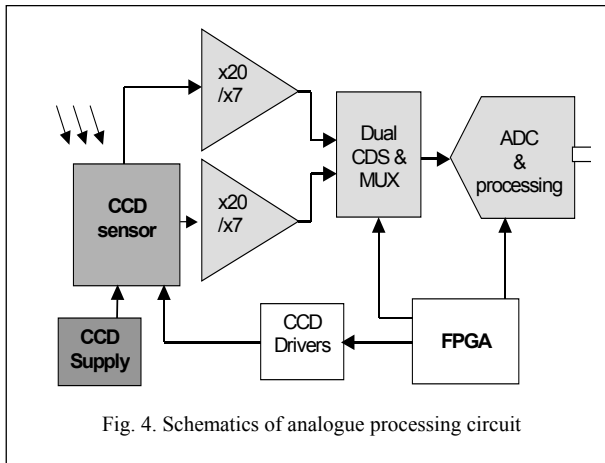 x20
/x7
x20
/x7
Dual
CDS &
MUX
ADC
&
processing
CCD
sensor
CCD
Supply
CCD
Drivers
FPGA
Fig. 4. Schematics of analogue processing circuit